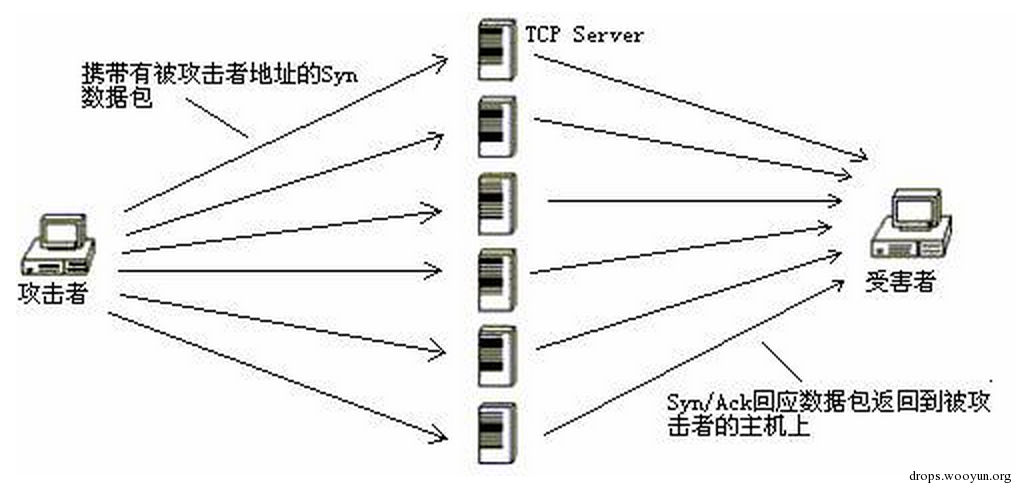 TCP Server
携带有被攻击者地址的Syn
数据包
攻击者
受害者
Syn/Ack回应数据包返回到被攻
击者的主机上
drops.wooyun.org